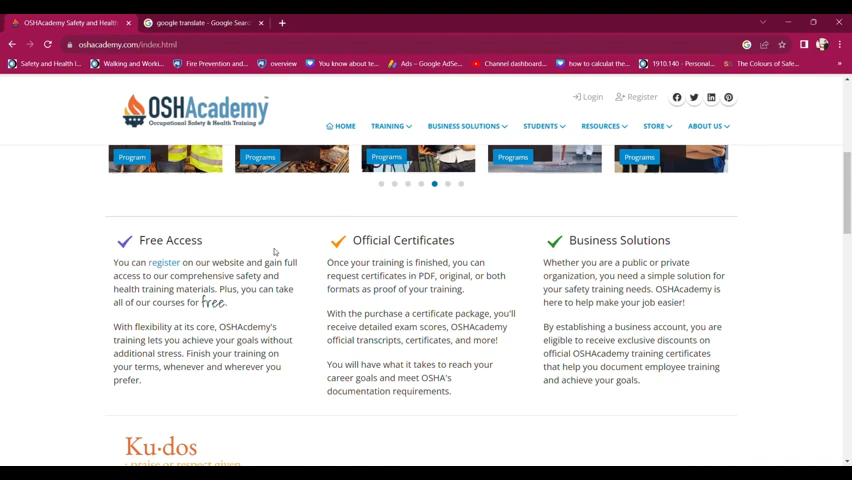 OSHAcademy Safety and Health
google translate - Google Searc
oshacademy.com/index.html
Safety and Health I...
Walking and Worki...
Fire Prevention and...
overview
You know about te...
Ads – Google AdSe...
Channel dashboard...
how to calculat the...
1910.140 - Personal...
The Colours of Safe...
»
Login
Register
OSHAcademy
Occupational Safety & Health Training
HOME
TRAINING
BUSINESS SOLUTIONS
STUDENTS
RESOURCES
STORE
ABOUT US
Program
Programs
Programs
Programs
Programs
Free Access
You can register on our website and gain full
access to our comprehensive safety and
health training materials. Plus, you can take
all of our courses for free.
With flexibility at its core, OSHAcdemy's
training lets you achieve your goals without
additional stress. Finish your training on
your terms, whenever and wherever you
prefer.
Official Certificates
Once your training is finished, you can
request certificates in PDF, original, or both
formats as proof of your training.
With the purchase a certificate package, you'll
receive detailed exam scores, OSHAcademy
official transcripts, certificates, and more!
You will have what it takes to reach your
career goals and meet OSHA's
documentation requirements.
Business Solutions
Whether you are a public or private
organization, you need a simple solution for
your safety training needs. OSHAcademy is
here to help make your job easier!
By establishing a business account, you are
eligible to receive exclusive discounts on
official OSHAcademy training certificates
that help you document employee training
and achieve your goals.
Ku·dos
: praise or respect given